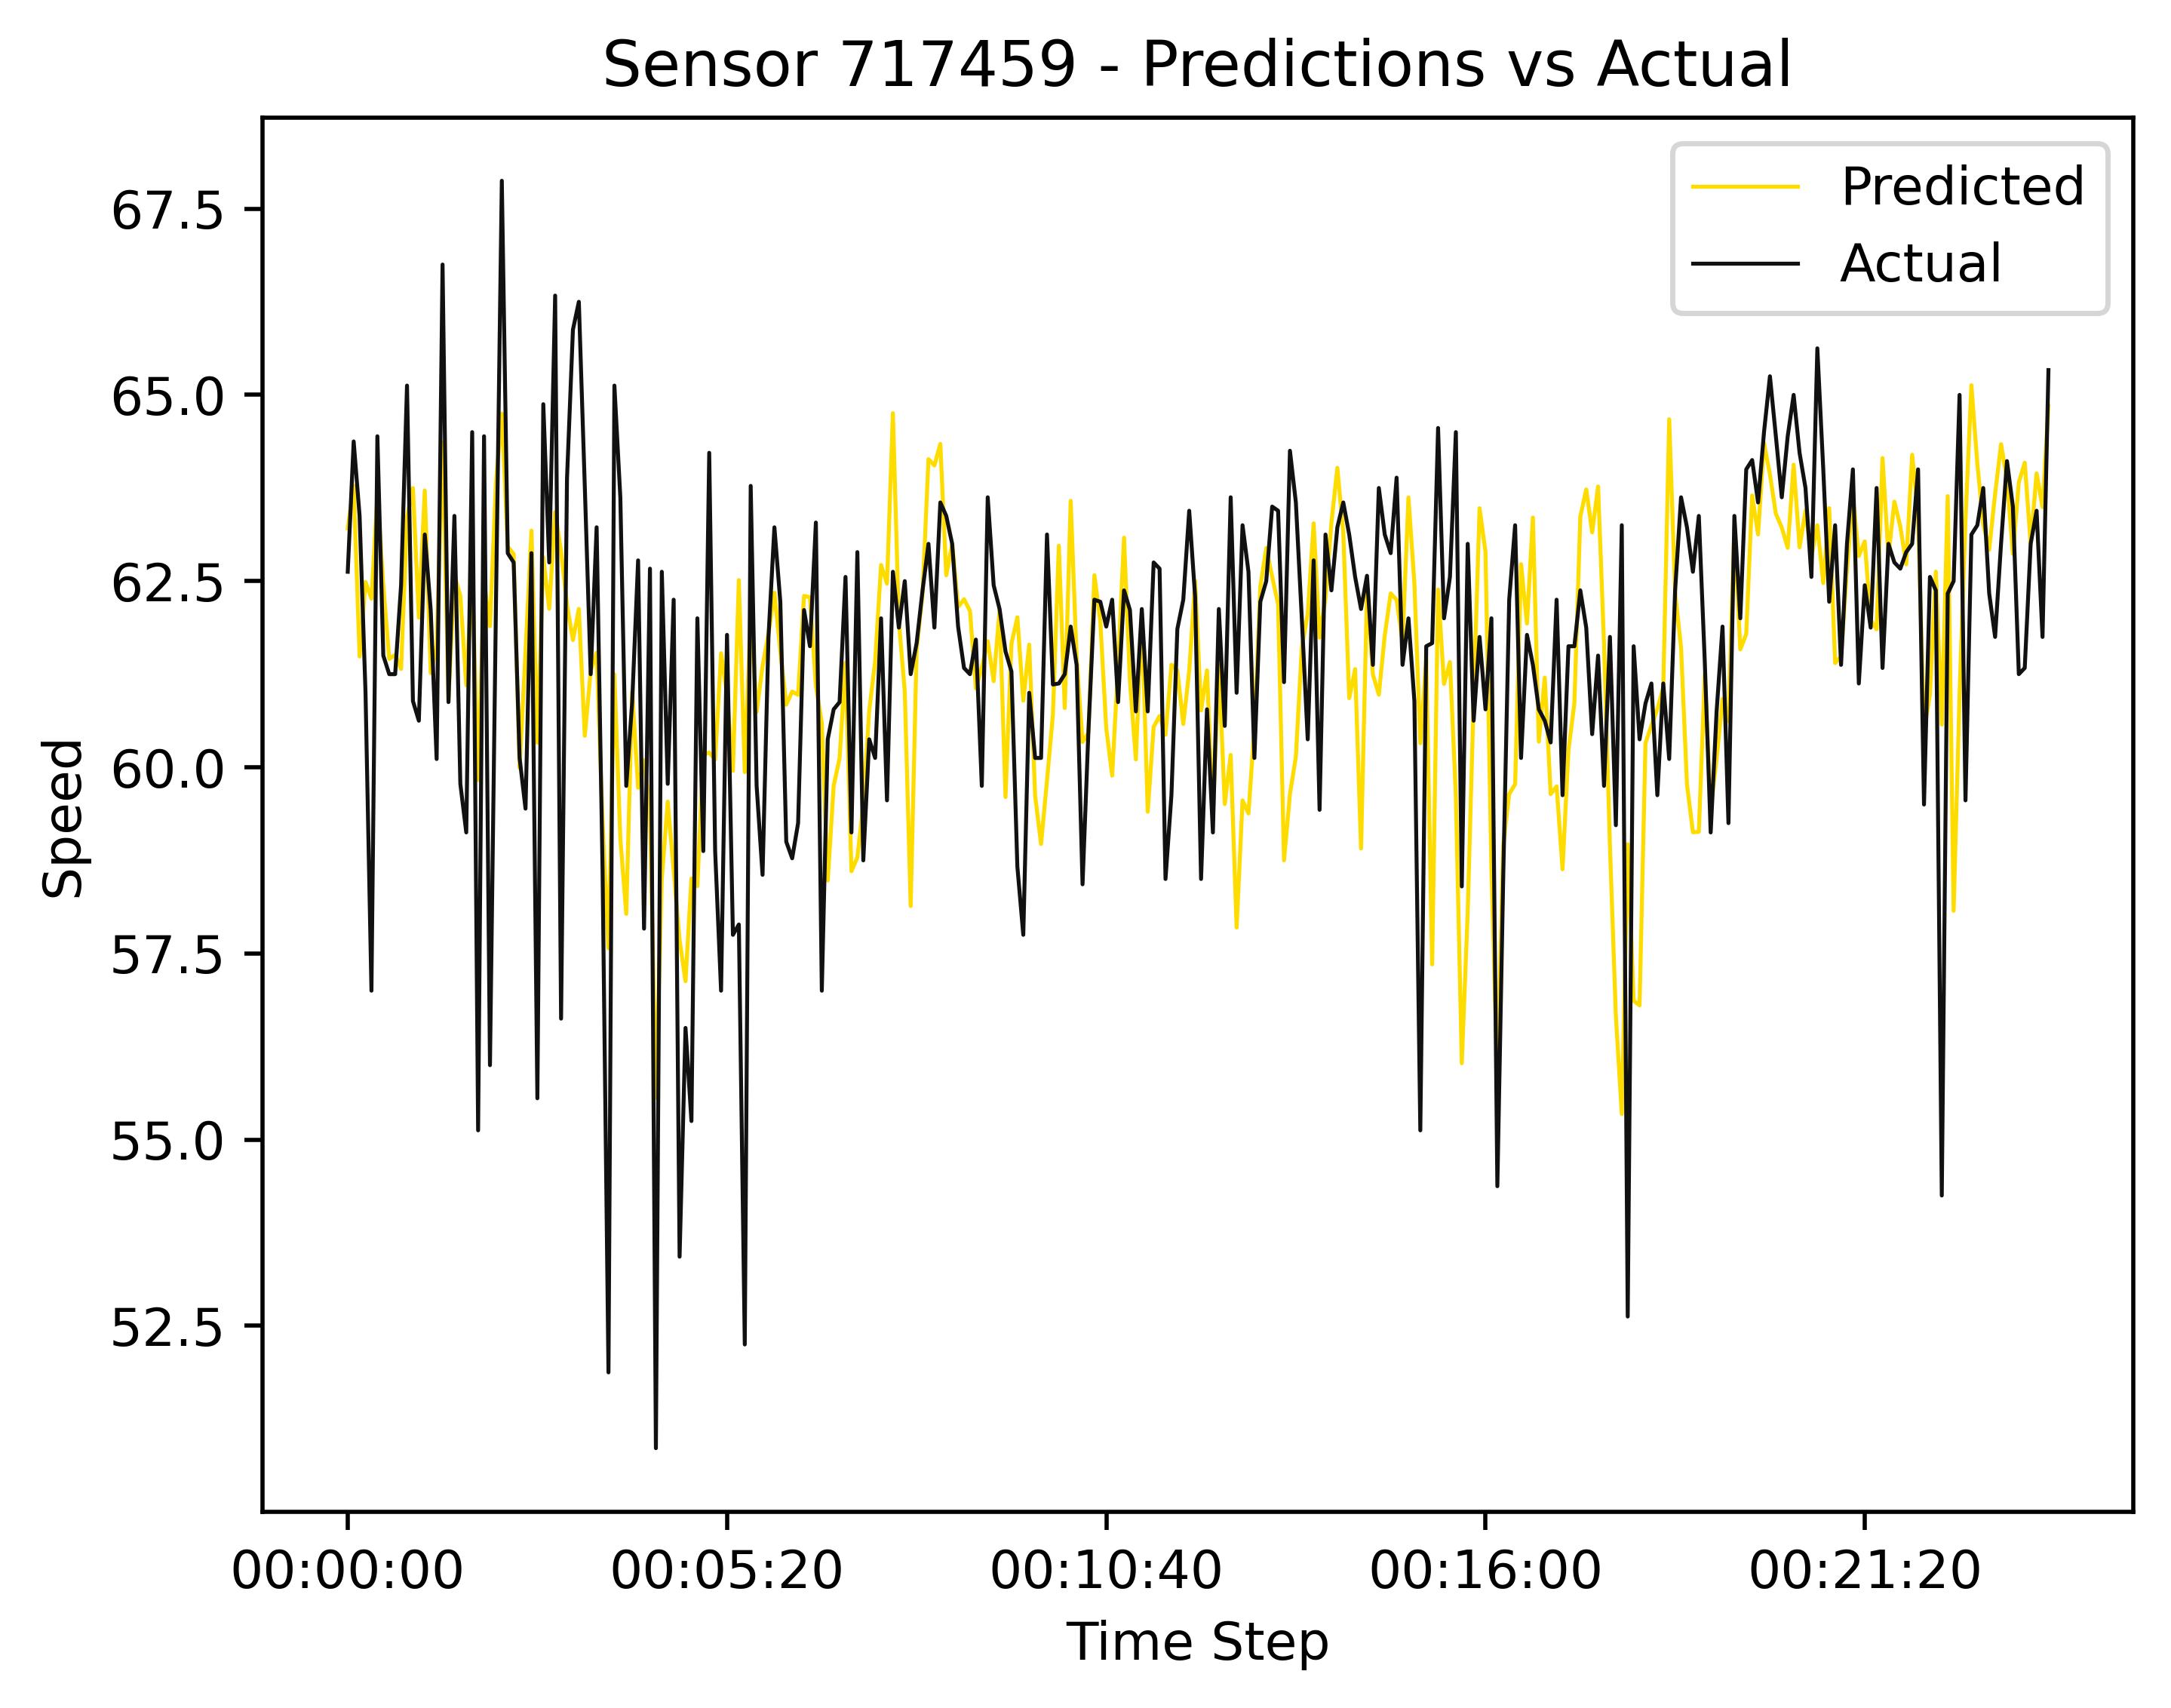 Sensor 717459 - Predictions vs Actual
Predicted
Actual
67.5
65.0
62.5
60.0
57.5
55.0
52.5
Speed
00:00:00 00:05:20 00:10:40 00:16:00 00:21:20
Time Step